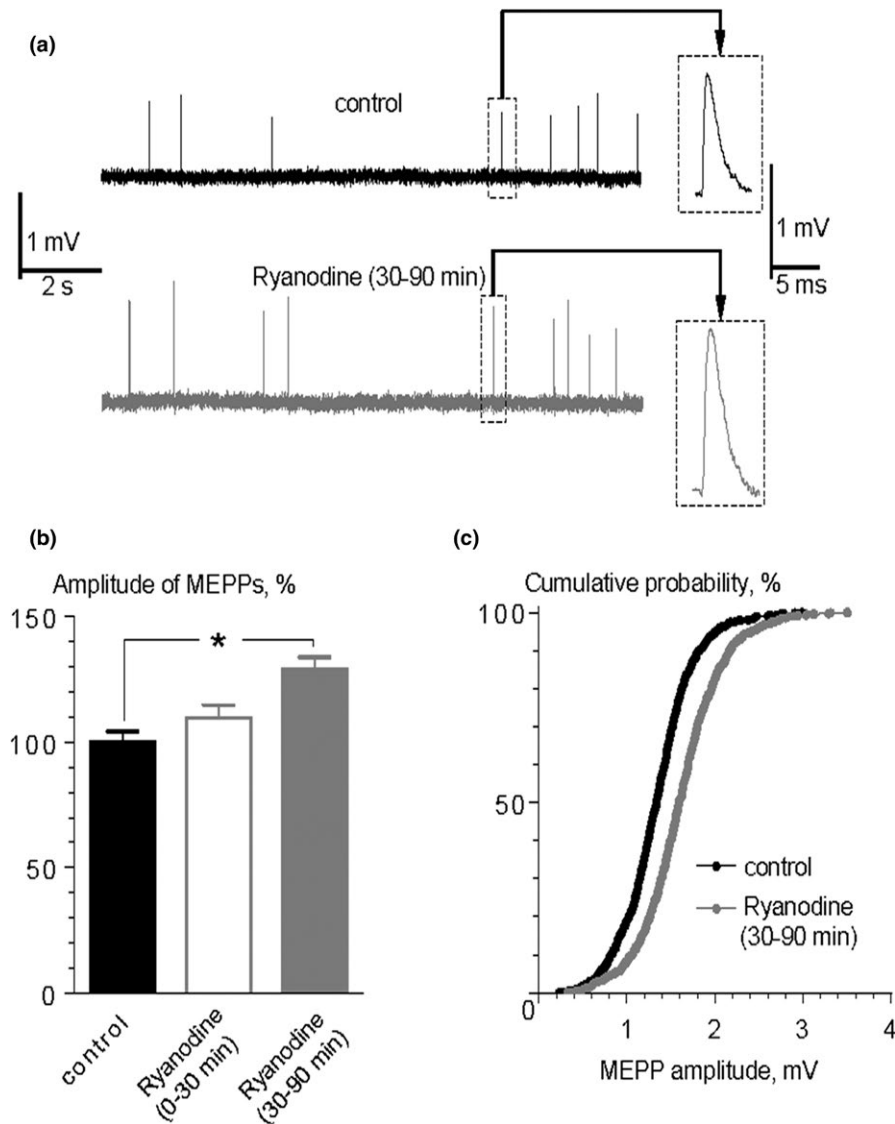 (a)
control
1 mV
2 s
1 mV
5 ms
Ryanodine (30-90 min)
(b)
Amplitude of MEPPs, %
150
100
50
0
*
control
Ryanodine
(0-30 min)
Ryanodine
(30-90 min)
(c)
Cumulative probability, %
100
50
0
1
2
3
4
control
Ryanodine
(30-90 min)
MEPP amplitude, mV